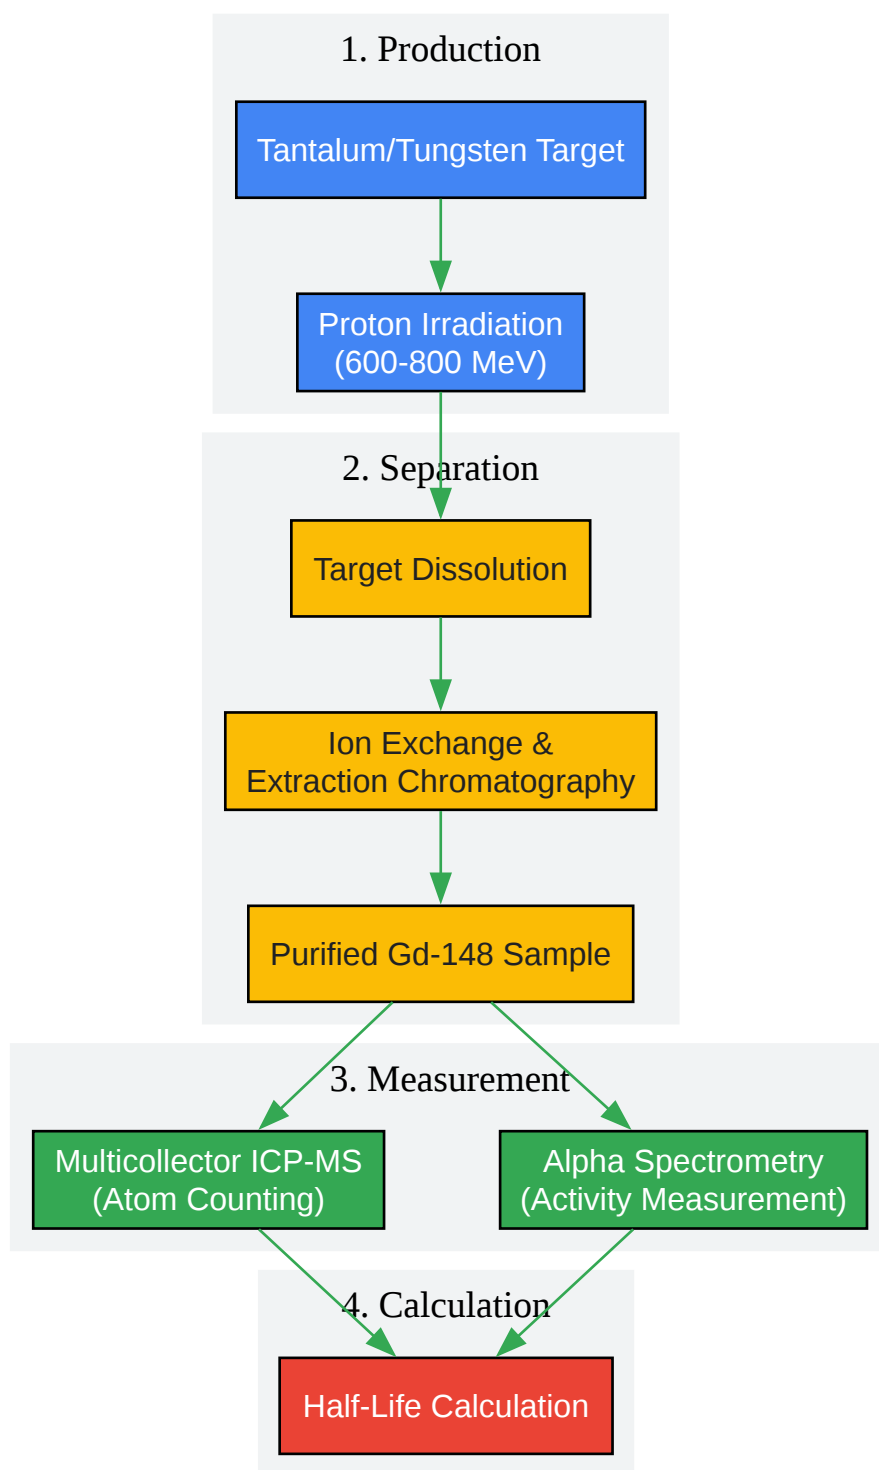 1. Production
Tantalum/Tungsten Target
Proton Irradiation
(600-800 MeV)
2. Separation
Target Dissolution
Ion Exchange &
Extraction Chromatography
Purified Gd-148 Sample
3. Measurement
Multicollector ICP-MS
(Atom Counting)
Alpha Spectrometry
(Activity Measurement)
4. Calculation
Half-Life Calculation